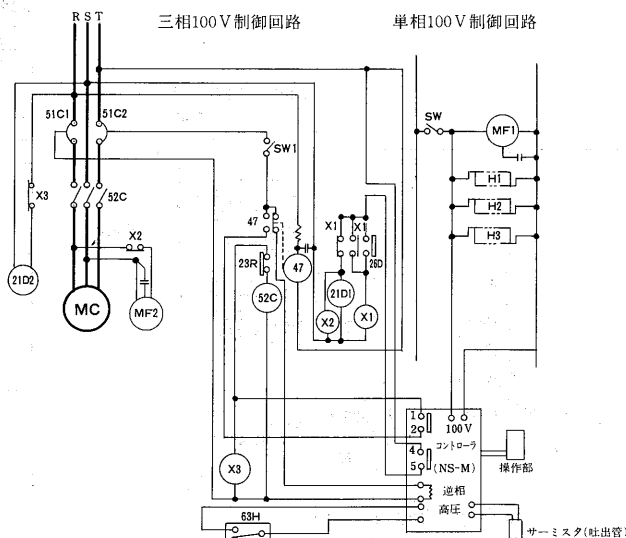 三相100V制御回路
単相100V制御回路
R S T
51C1
51C2
SW
MF1
SW1
H1
X3
52C
H2
47
X1
X1
H3
X2
23R
47
26D
21D2
52C
21D1
MC
MF2
X2
X1
1
2
100V
コントローラ
4
5
(NS-M)
操作部
X3
逆相
高圧
63H
サーミスタ(吐出管)